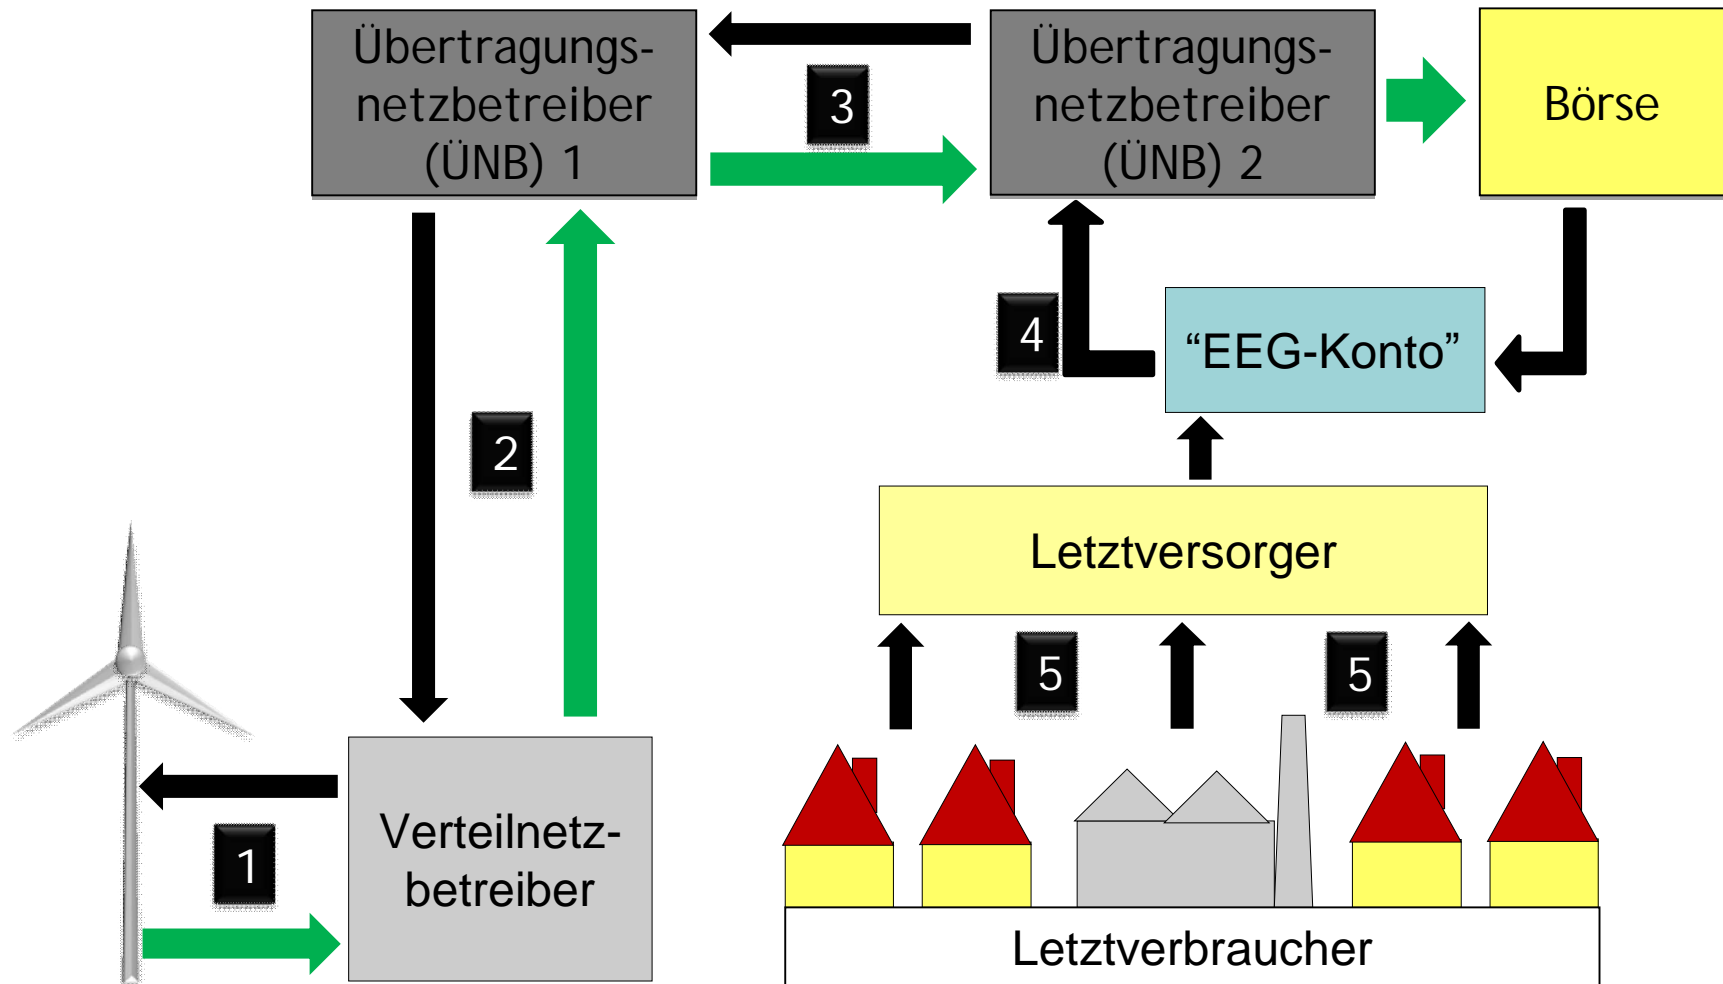 Übertragungs-
netzbetreiber
(ÜNB) 1
3
Übertragungs-
netzbetreiber
(ÜNB) 2
Börse
4
“EEG-Konto”
2
Letztversorger
5
5
1
Verteilnetz-
betreiber
Letztverbraucher